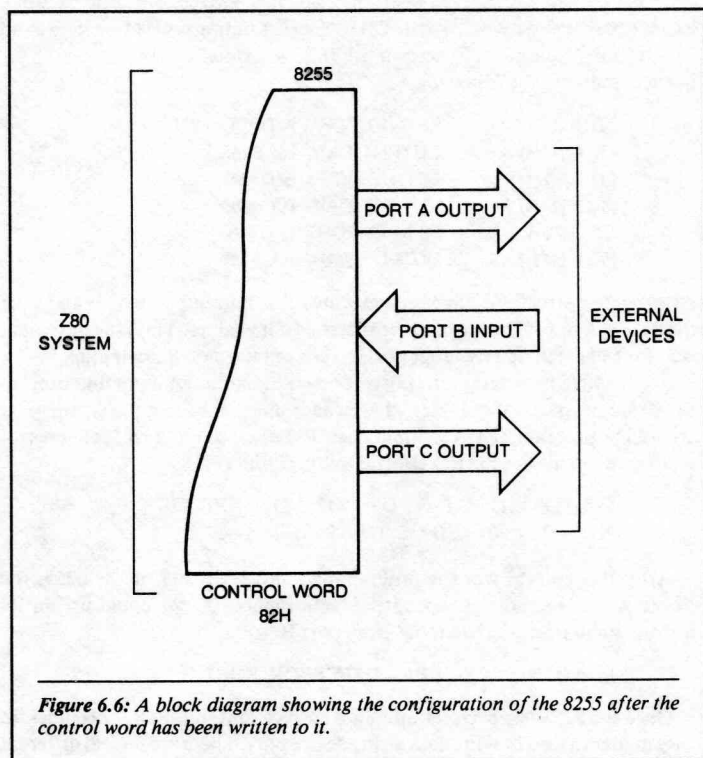 8255
PORT A OUTPUT
Z80
SYSTEM
PORT B INPUT
EXTERNAL
DEVICES
PORT C OUTPUT
CONTROL WORD
82H
Figure 6.6: A block diagram showing the configuration of the 8255 after the
control word has been written to it.